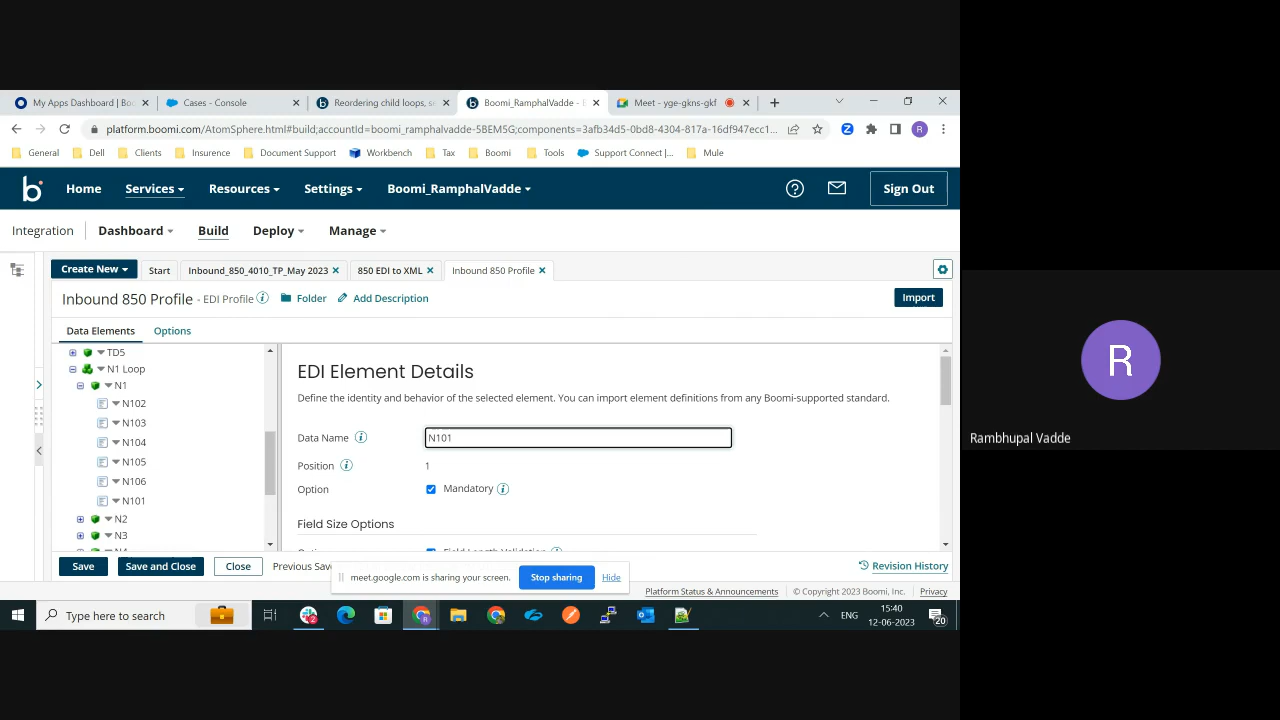 My Apps Dashboard | Boo
Cases - Console
Reordering child loops, s
Boomi_RamphalVadde - 
Meet - yge-gkns-gkf
platform.boomi.com/AtomSphere.html#build;accountId=boomi_ramphalvadde-5BEM5G;components=3afb34d5-0bd8-4304-817a-16df947ecc1...
General Dell Clients Insurence Document Support Workbench Tax Boomi Tools Support Connect |... Mule
Home Services Resources Settings Boomi_RamphalVadde Sign Out
Integration Dashboard Build Deploy Manage
Create New Start Inbound_850_4010_TP_May 2023 850 EDI to XML Inbound 850 Profile
Inbound 850 Profile - EDI Profile Folder Add Description Import
Data Elements Options
TD5
N1 Loop
N1
N102
N103
N104
N105
N106
N101
N2
N3
N4
EDI Element Details
Define the identity and behavior of the selected element. You can import element definitions from any Boomi-supported standard.
Data Name N101
Position 1
Option Mandatory
Field Size Options
Field Length Validation
Save Save and Close Close Previous Save
Revision History
meet.google.com is sharing your screen. Stop sharing Hide
Platform Status & Announcements © Copyright 2023 Boomi, Inc. Privacy
Type here to search
ENG
15:40
12-06-2023
20
R
Rambhupal Vadde